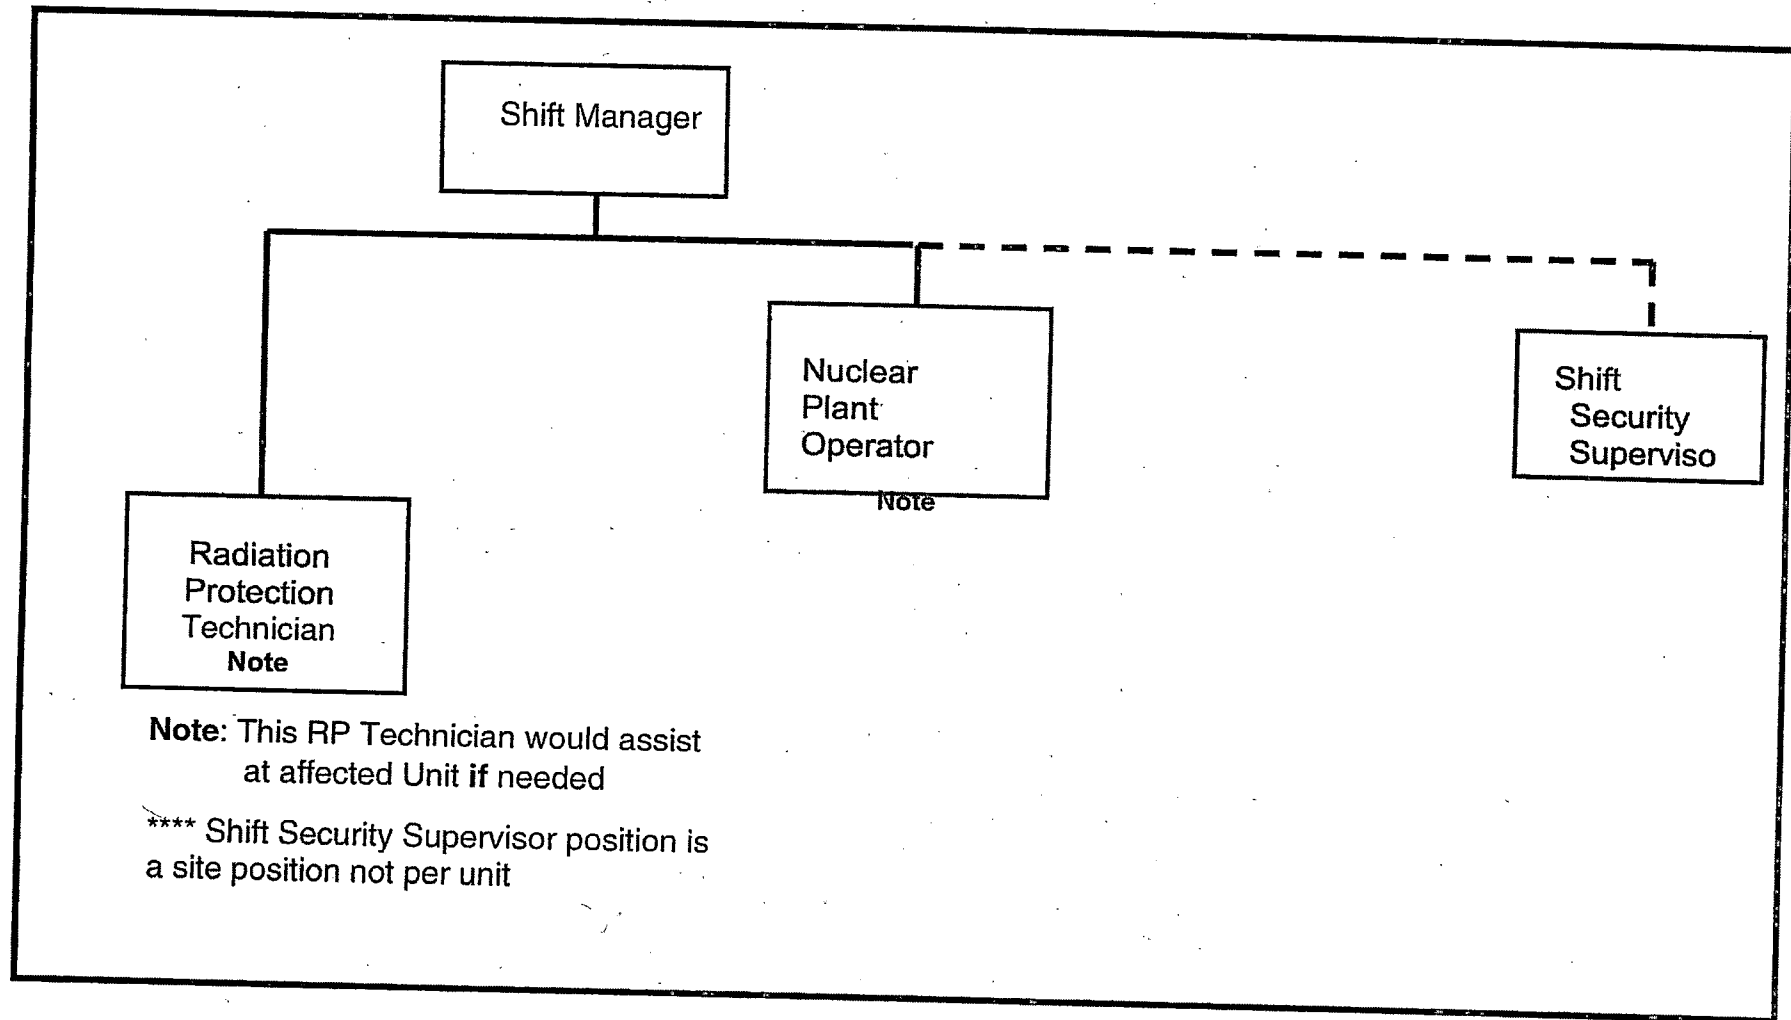 Shift Manager
Nuclear
Plant
Operator
Note
Shift
Security
Superviso
Radiation
Protection
Technician
Note
Note: This RP Technician would assist
at affected Unit if needed
**** Shift Security Supervisor position is
a site position not per unit